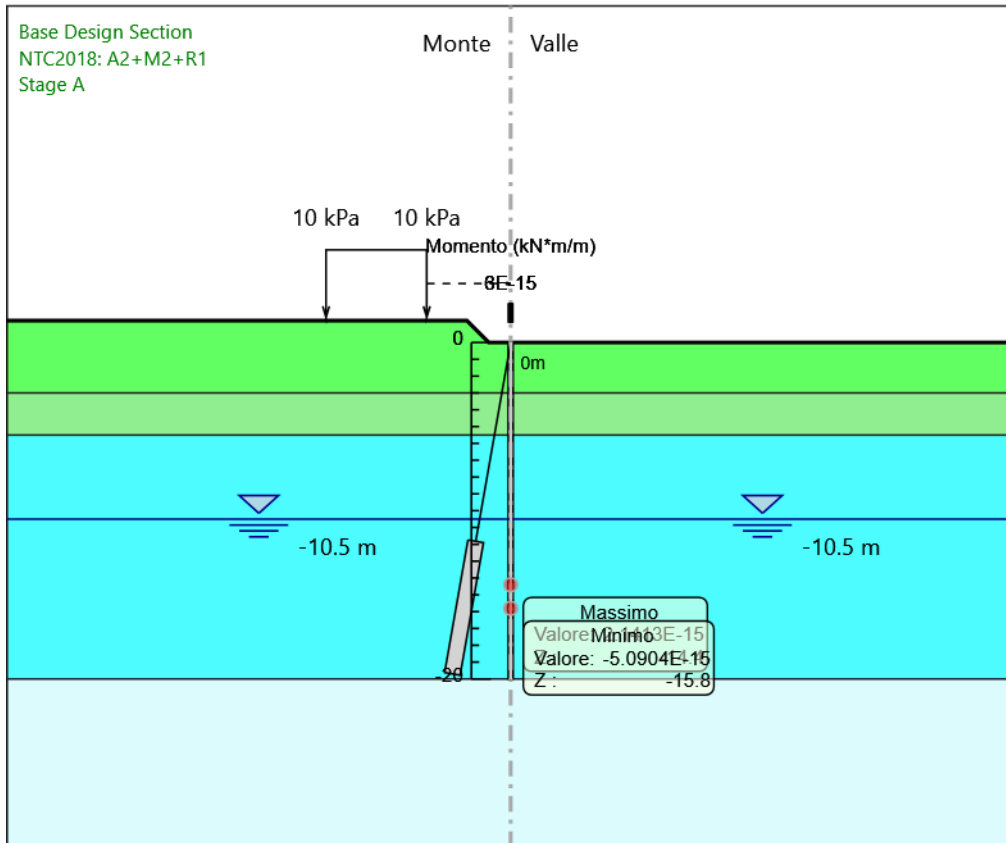 Base Design Section
NTC2018: A2+M2+R1
Stage A
Monte
Valle
10 kPa
10 kPa
Momento (kN*m/m)
0
0m
-10.5 m
-10.5 m
Massimo
Valore:
Minimo
Valore: -5.0904E-15
Z : -15.8
-20